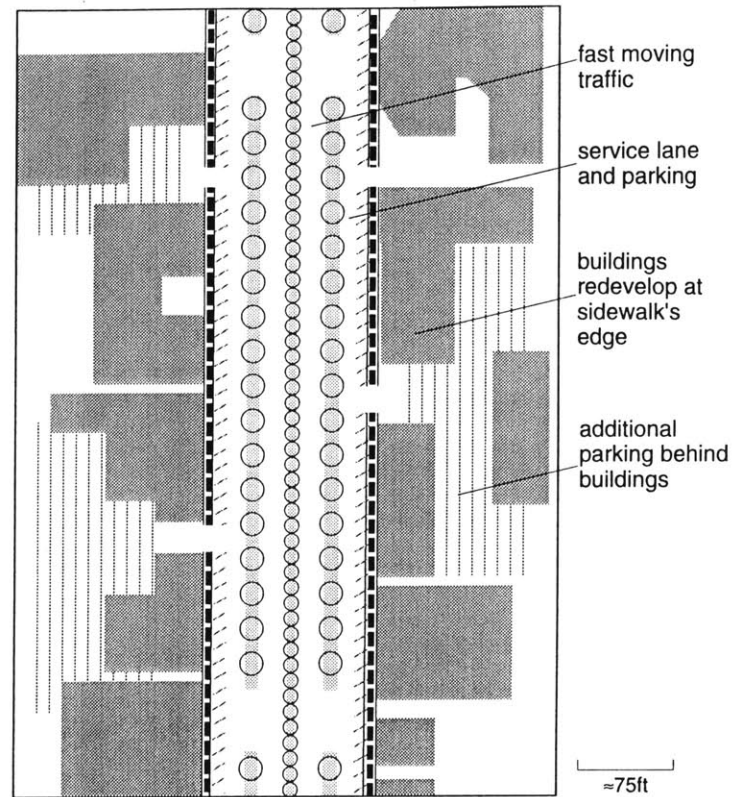 fast moving
traffic
service lane
and parking
buildings
redevelop at
sidewalk's
edge
additional
parking behind
buildings
≈75ft